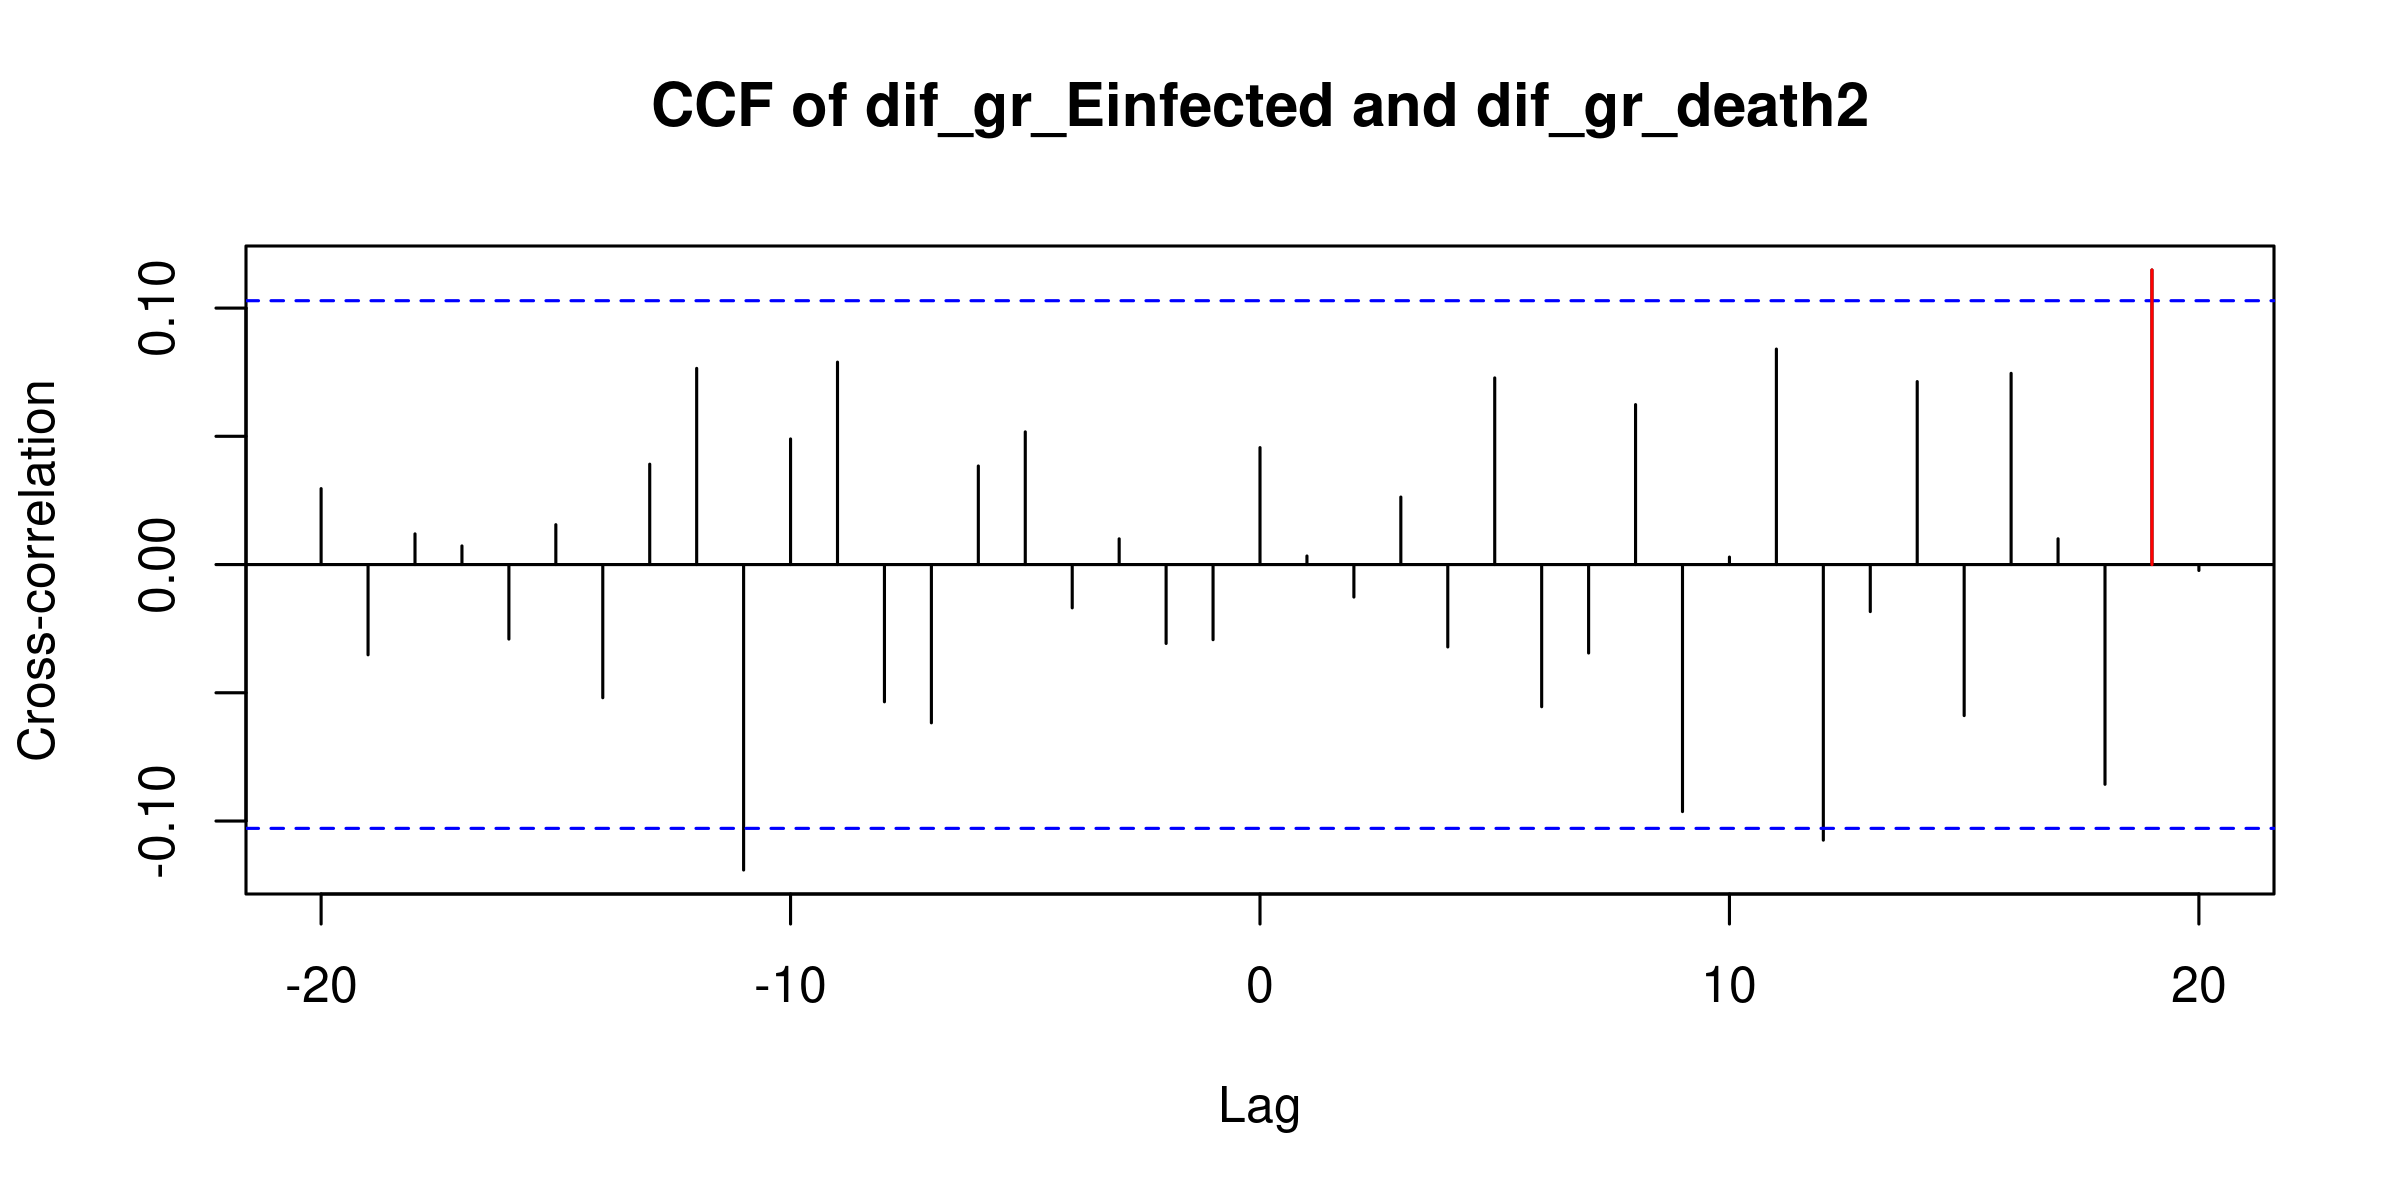 CCF of dif_gr_Einfected and dif_gr_death2
Cross-correlation
0.10
0.00
-0.10
-20 -10 0 10 20
Lag